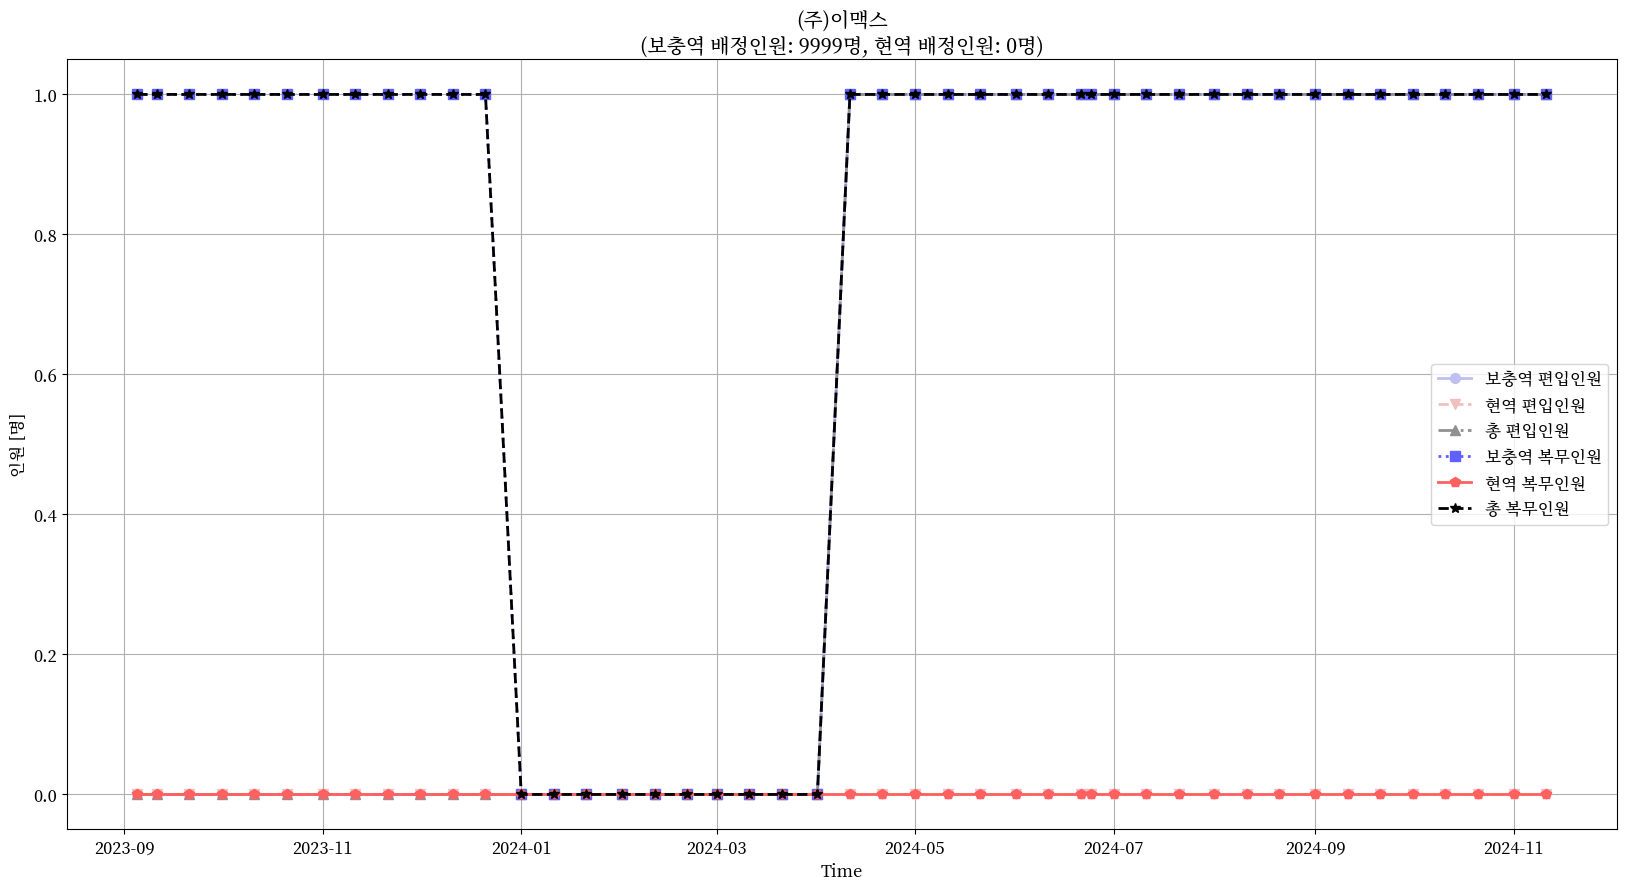 (주)이맥스
(보충역 배정인원: 9999명, 현역 배정인원: 0명)
1.0
0.8
0.6
0.4
0.2
0.0
인원 [명]
보충역 편입인원
현역 편입인원
총 편입인원
보충역 복무인원
현역 복무인원
총 복무인원
2023-09
2023-11
2024-01
2024-03
2024-05
2024-07
2024-09
2024-11
Time